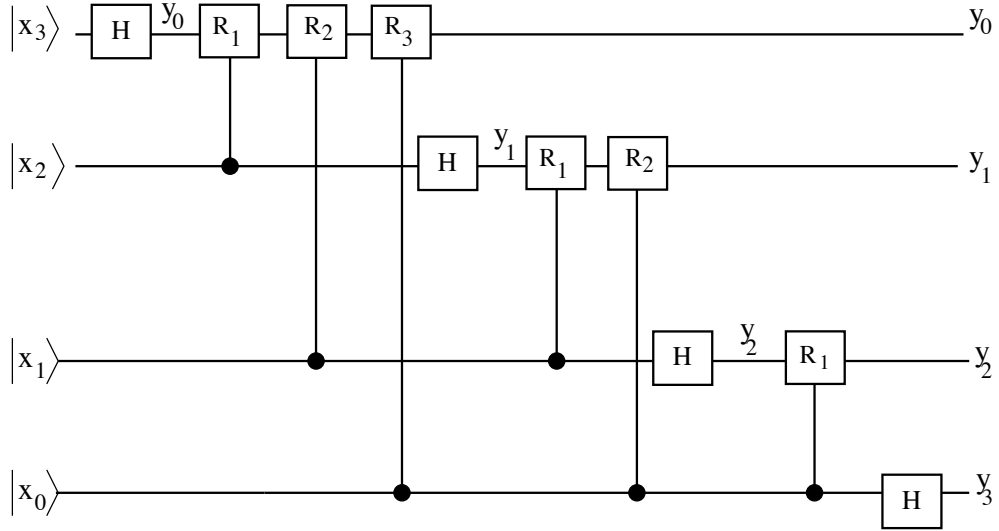 |x₃⟩ H y₀ R₁ R₂ R₃ y₀
|x₂⟩ H y₁ R₁ R₂ y₁
|x₁⟩ H y₂ R₁ y₂
|x₀⟩ H y₃